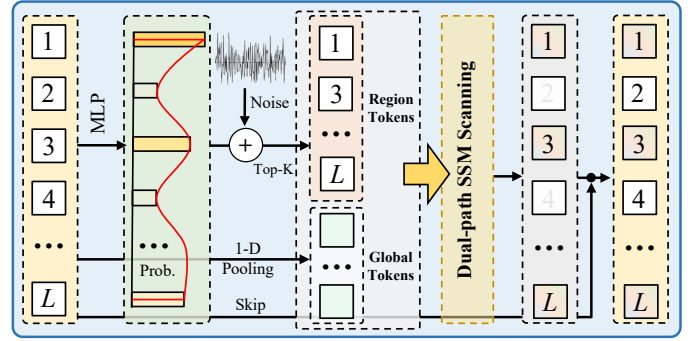 1
2
3
4
...
L
MLP
...
Prob.
Noise
+
Top-K
1-D
Pooling
Skip
1
3
...
L
Region
Tokens
...
Global
Tokens
Dual-path SSM Scanning
1
2
3
4
...
L
1
2
3
4
...
L